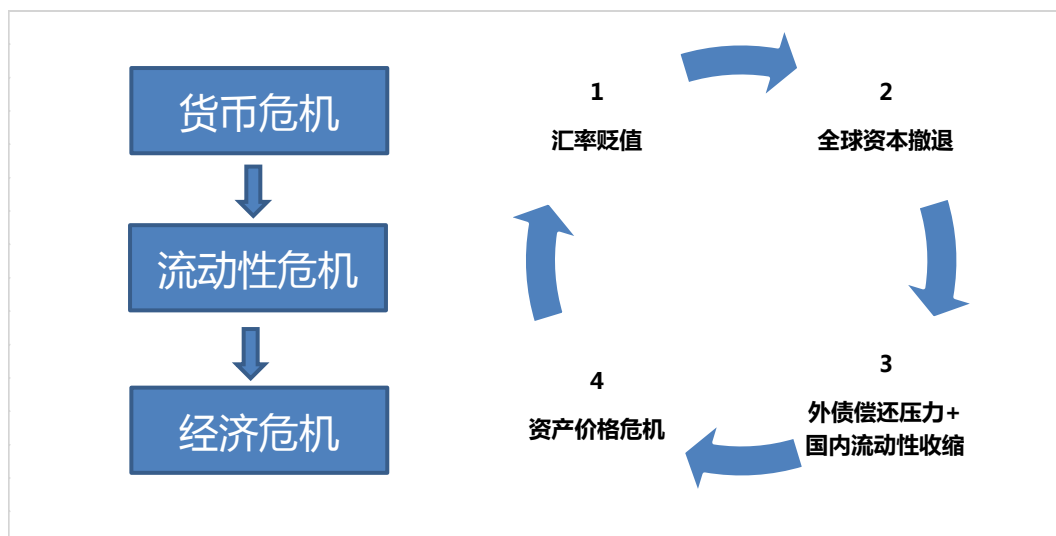 货币危机
流动性危机
经济危机
1
汇率贬值
2
全球资本撤退
3
外债偿还压力+
国内流动性收缩
4
资产价格危机